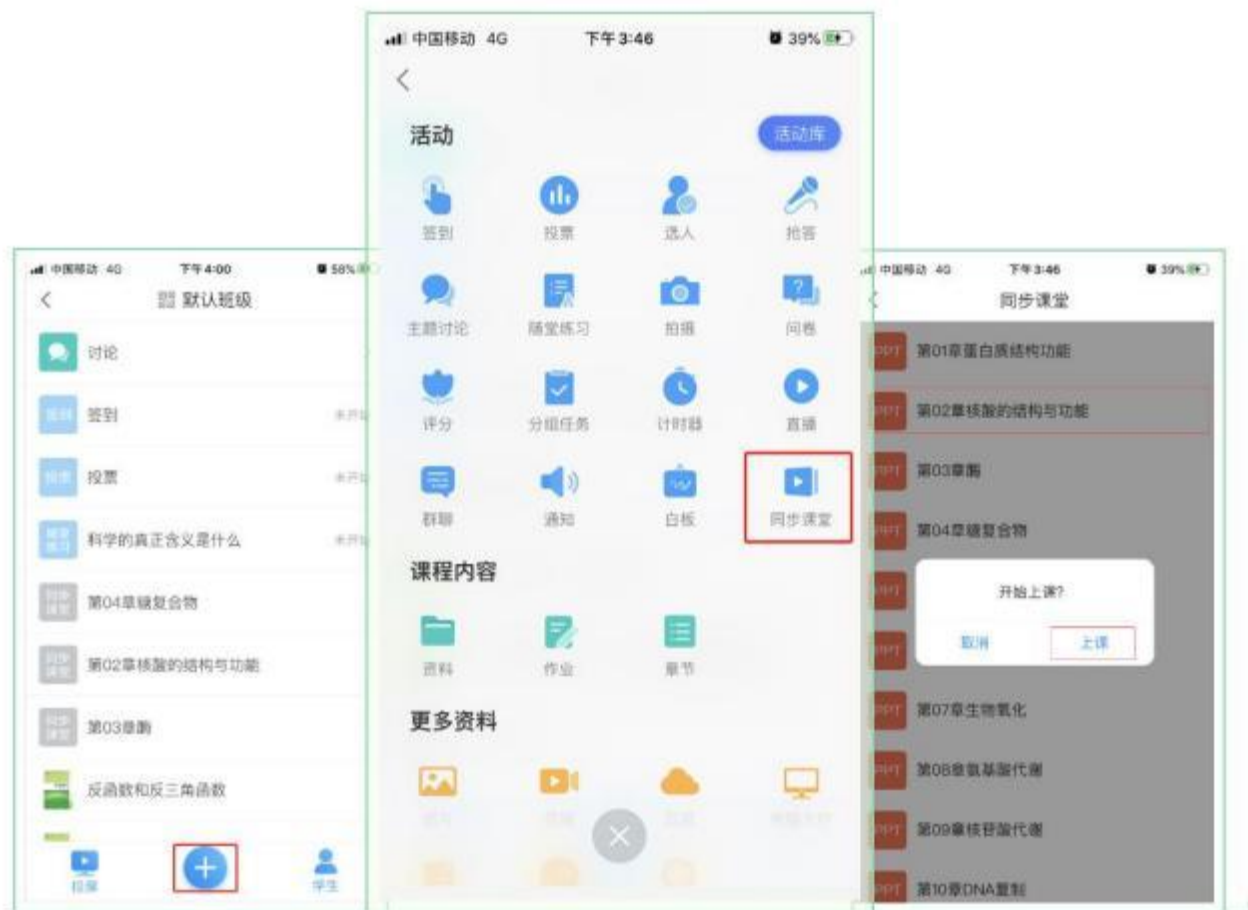 中国移动 4G 下午4:00 58%
默认班级
讨论
签到
投票
科学的真正含义是什么
第04章糖复合物
第02章核酸的结构与功能
第03章酶
反函数和反三角函数
投屏
学生
中国移动 4G 下午3:46 39%
活动 活动库
签到 投票 选人 抢答
主题讨论 随堂练习 拍摄 问卷
评分 分组任务 计时器 直播
群聊 通知 白板 同步课堂
课程内容
资料 作业 章节
更多资料
中国移动 4G 下午3:46 39%
同步课堂
PPT 第01章蛋白质结构功能
PPT 第02章核酸的结构与功能
PPT 第03章酶
PPT 第04章糖复合物
开始上课?
取消 上课
PPT 第07章生物氧化
PPT 第08章氨基酸代谢
PPT 第09章核苷酸代谢
PPT 第10章DNA复制